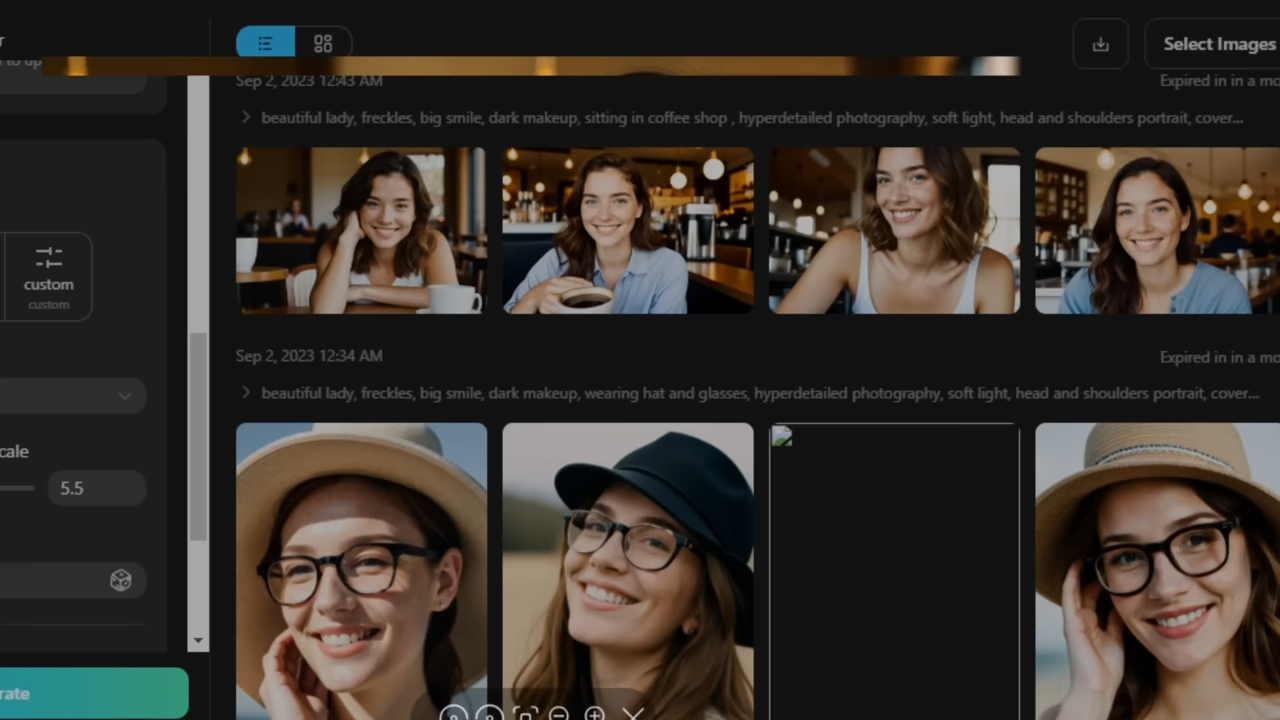 r
to up
custom
custom
cale
5.5
rate
Select Images
Sep 2, 2023 12:43 AM
Expired in in a mo
beautiful lady, freckles, big smile, dark makeup, sitting in coffee shop , hyperdetailed photography, soft light, head and shoulders portrait, cover...
Sep 2, 2023 12:34 AM
Expired in in a mo
beautiful lady, freckles, big smile, dark makeup, wearing hat and glasses, hyperdetailed photography, soft light, head and shoulders portrait, cover...